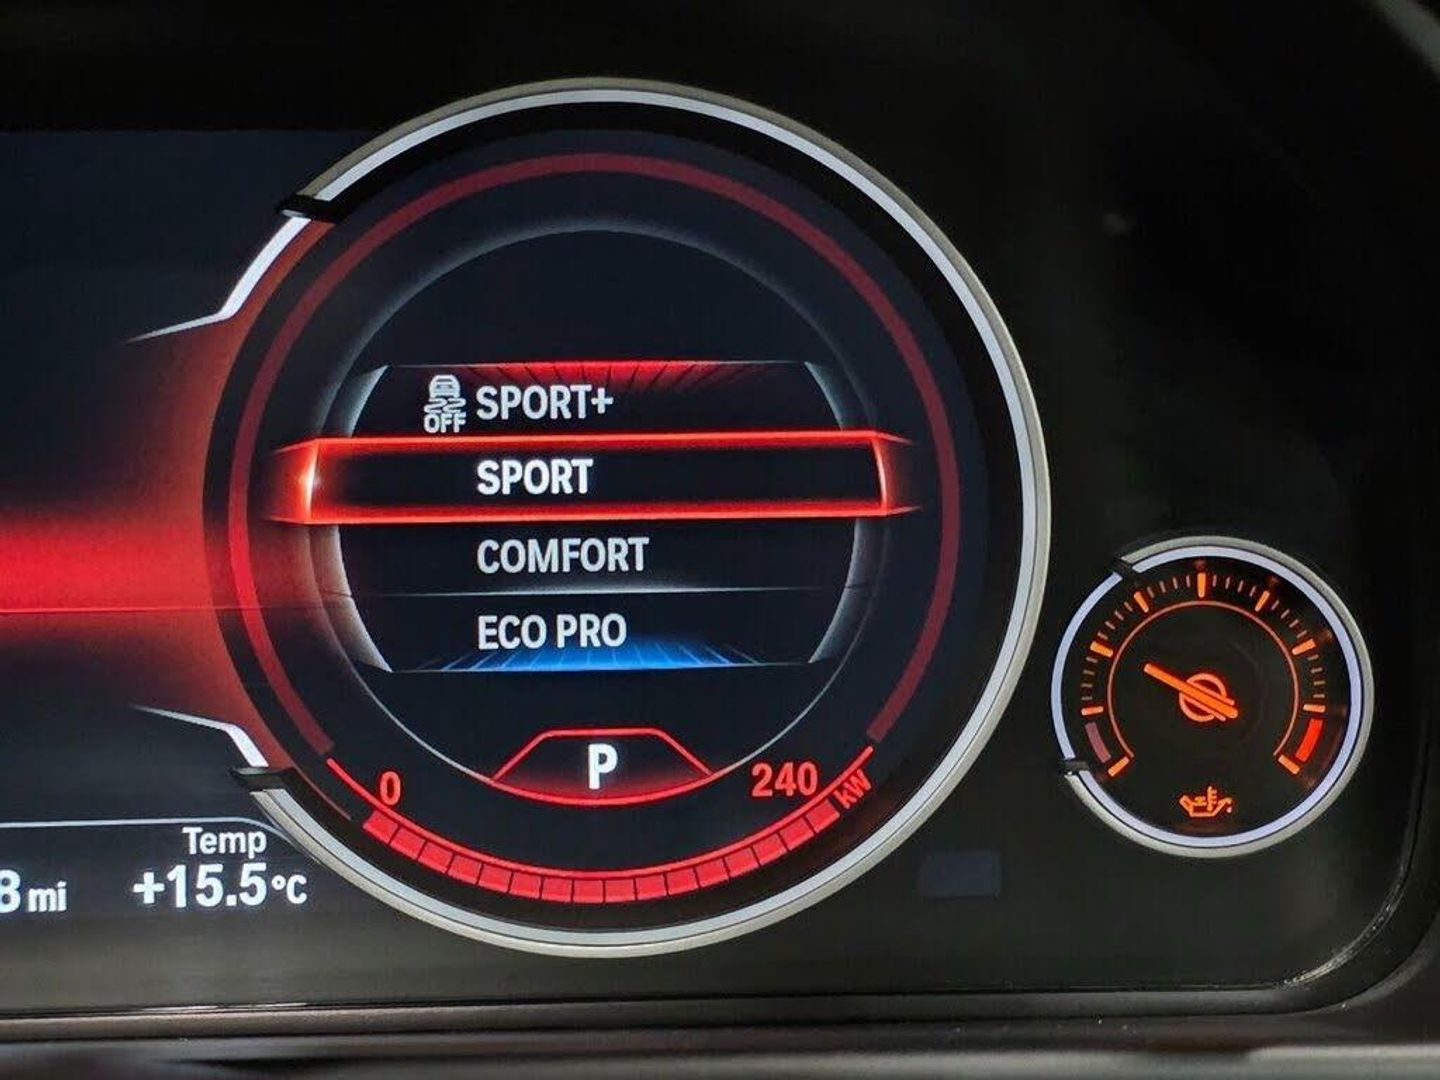 OFF SPORT+
SPORT
COMFORT
ECO PRO
P
0
240
kW
Temp
8 mi
+15.5°C